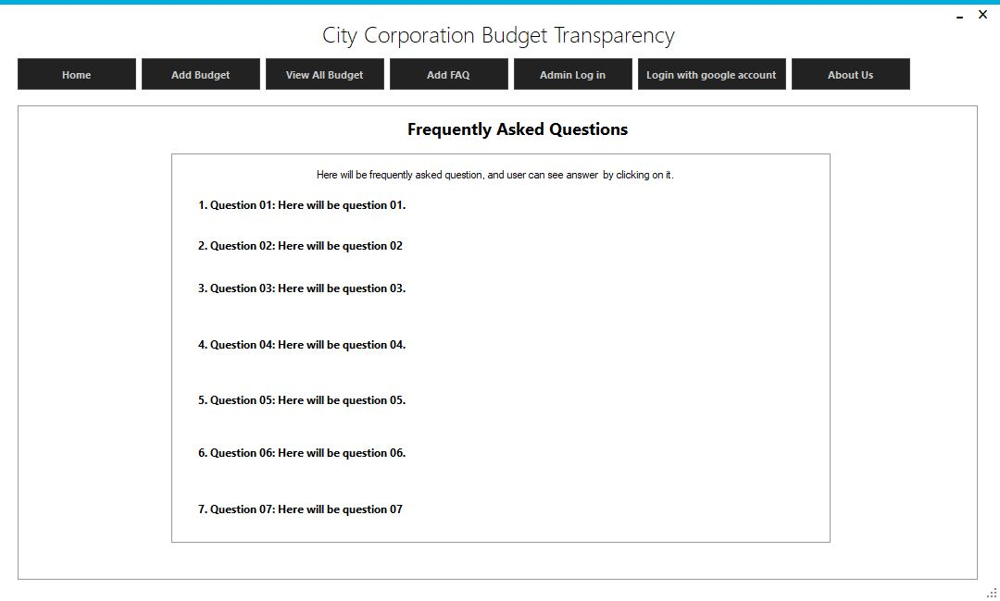 City Corporation Budget Transparency
Home Add Budget View All Budget Add FAQ Admin Log in Login with google account About Us
Frequently Asked Questions
Here will be frequently asked question, and user can see answer by clicking on it.
1. Question 01: Here will be question 01.
2. Question 02: Here will be question 02
3. Question 03: Here will be question 03.
4. Question 04: Here will be question 04.
5. Question 05: Here will be question 05.
6. Question 06: Here will be question 06.
7. Question 07: Here will be question 07